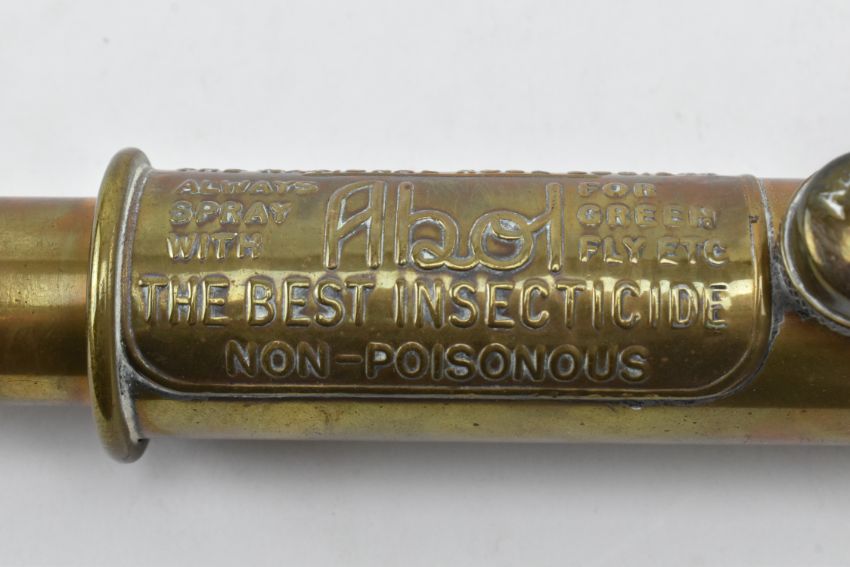 ALWAYS
SPRAY
WITH
Abol
FOR
GREEN
FLY ETC
THE BEST INSECTICIDE
NON-POISONOUS